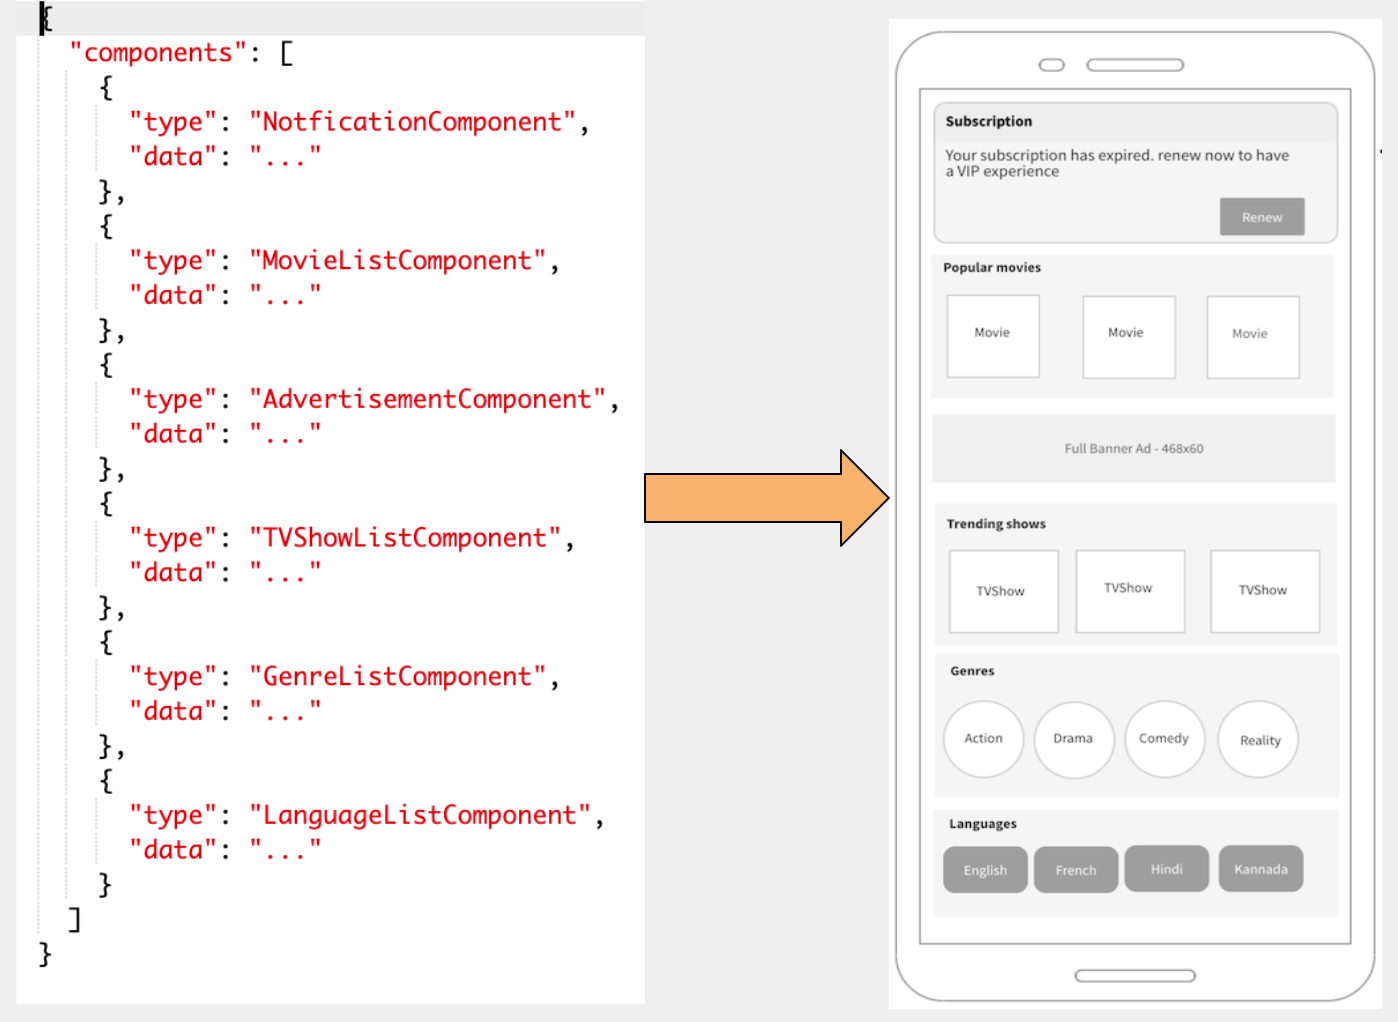 {
"components": [
{
"type": "NotficationComponent",
"data": "..."
},
{
"type": "MovieListComponent",
"data": "..."
},
{
"type": "AdvertisementComponent",
"data": "..."
},
{
"type": "TVShowListComponent",
"data": "..."
},
{
"type": "GenreListComponent",
"data": "..."
},
{
"type": "LanguageListComponent",
"data": "..."
}
]
}
Subscription
Your subscription has expired. renew now to have
a VIP experience
Renew
Popular movies
Movie Movie Movie
Full Banner Ad - 468x60
Trending shows
TVShow TVShow TVShow
Genres
Action Drama Comedy Reality
Languages
English French Hindi Kannada